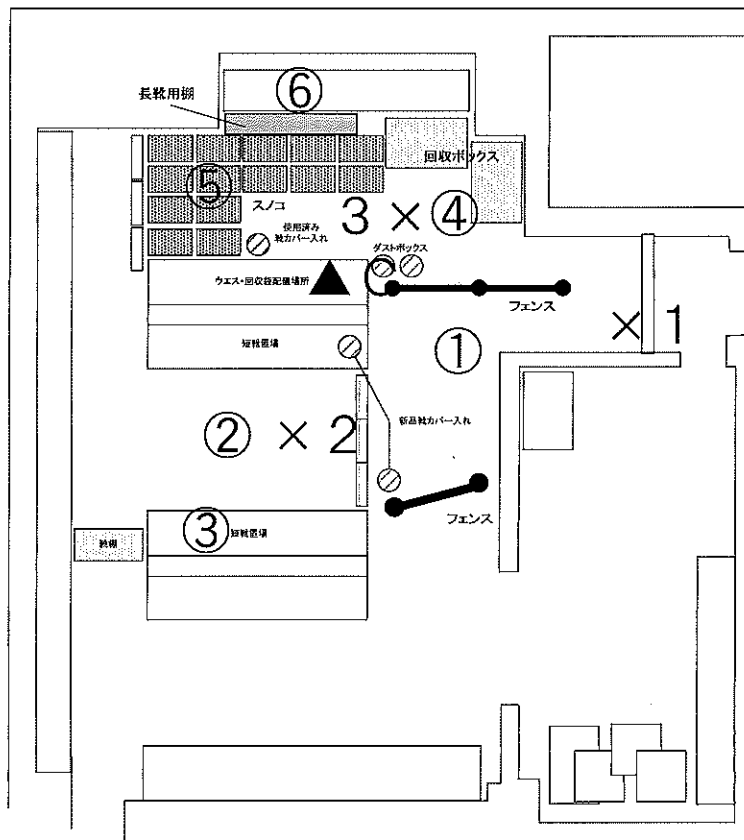 ⑥
長靴用棚
回収ボックス
⑤
スノコ
3 × ④
使用済み
靴カバー入れ
ダストボックス
ウエス・回収袋配備場所
フェンス
× 1
①
短靴置場
② × 2
新品靴カバー入れ
③
短靴置場
フェンス
靴棚